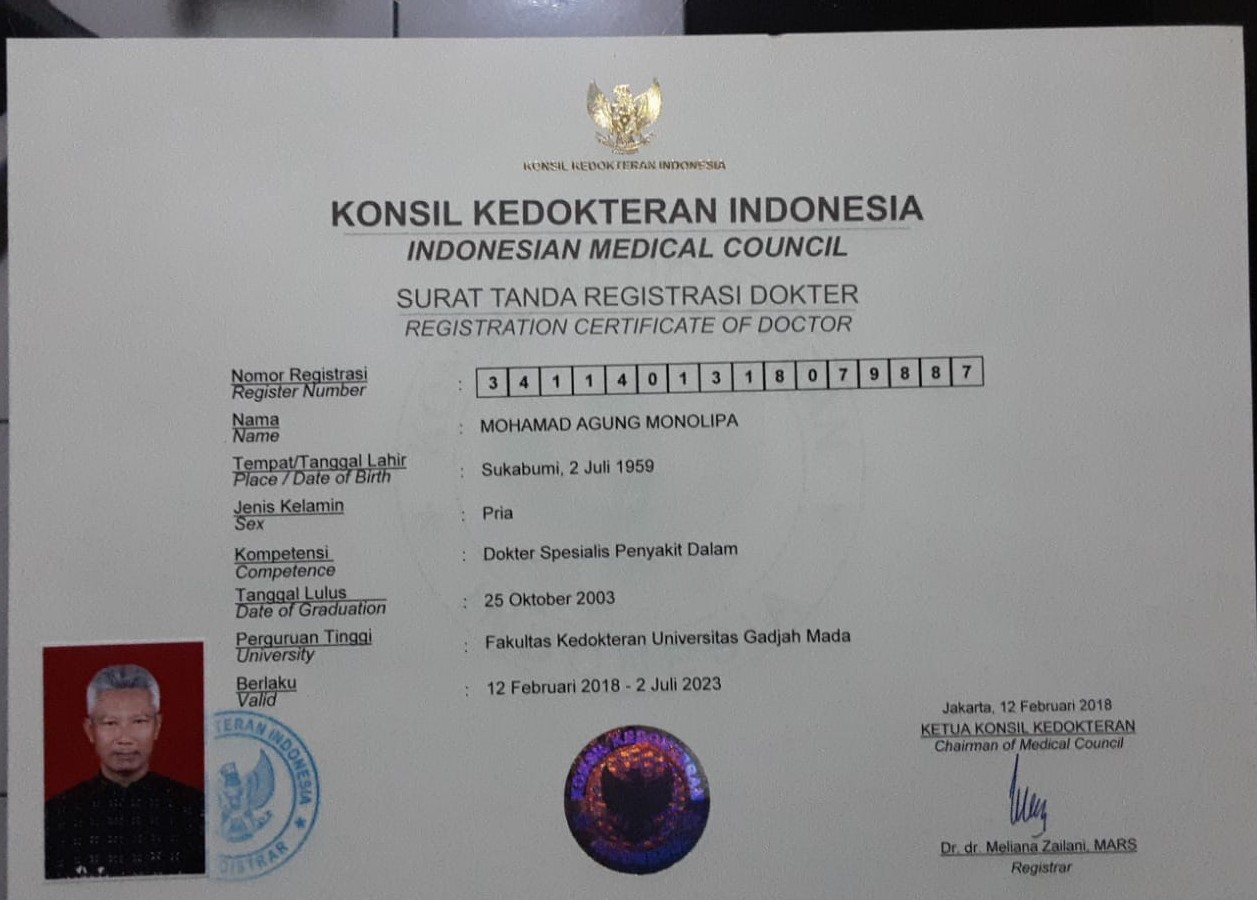 KONSIL KEDOKTERAN INDONESIA
KONSIL KEDOKTERAN INDONESIA
INDONESIAN MEDICAL COUNCIL
SURAT TANDA REGISTRASI DOKTER
REGISTRATION CERTIFICATE OF DOCTOR
Nomor Registrasi : 3 4 1 1 4 0 1 3 1 8 0 7 9 8 8 7
Register Number
Nama : MOHAMAD AGUNG MONOLIPA
Name
Tempat/Tanggal Lahir : Sukabumi, 2 Juli 1959
Place / Date of Birth
Jenis Kelamin : Pria
Sex
Kompetensi : Dokter Spesialis Penyakit Dalam
Competence
Tanggal Lulus : 25 Oktober 2003
Date of Graduation
Perguruan Tinggi : Fakultas Kedokteran Universitas Gadjah Mada
University
Berlaku : 12 Februari 2018 - 2 Juli 2023
Valid
TERAN INDONESIA
ISTRAR
KONSIL KEDOKTERAN
Jakarta, 12 Februari 2018
KETUA KONSIL KEDOKTERAN
Chairman of Medical Council
Dr. dr. Meliana Zailani, MARS
Registrar